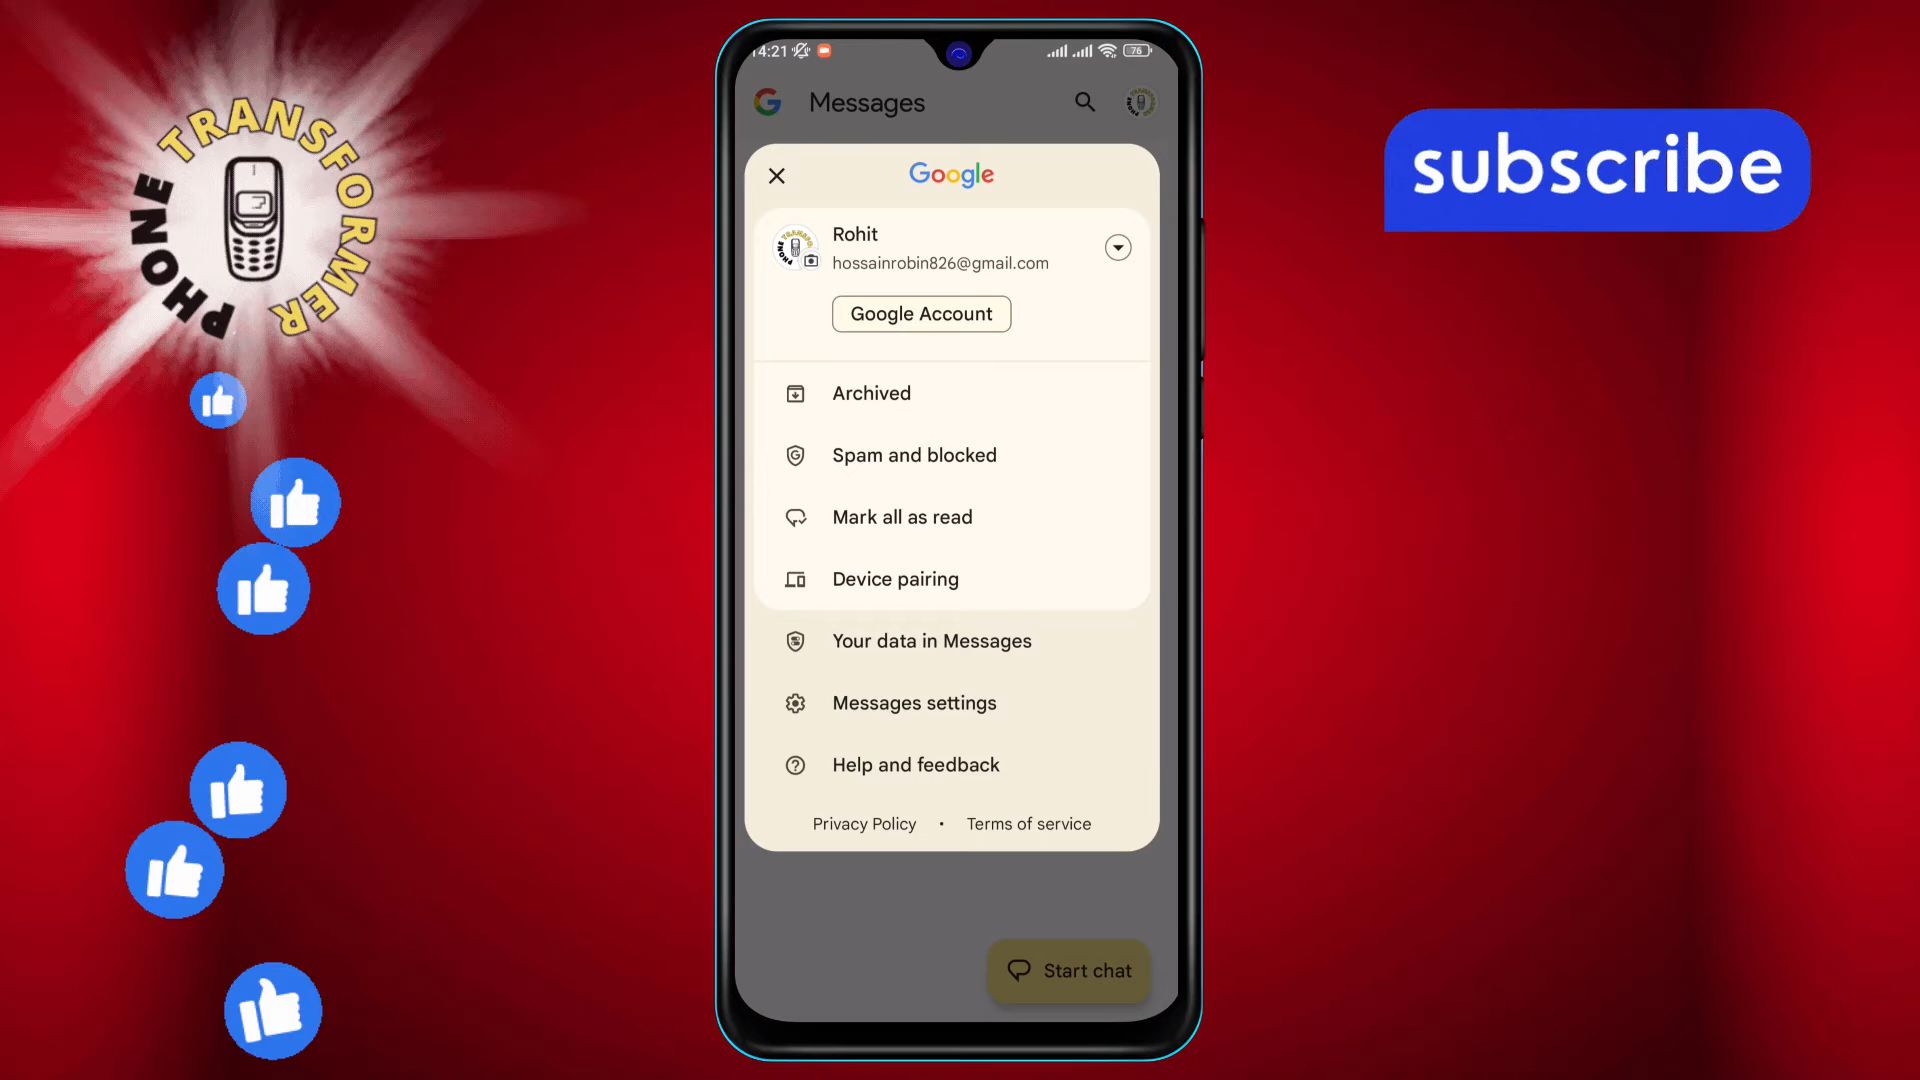 PHONE TRANSFORMER
subscribe
14:21
76
Messages
Google
Rohit
hossainrobin826@gmail.com
Google Account
Archived
Spam and blocked
Mark all as read
Device pairing
Your data in Messages
Messages settings
Help and feedback
Privacy Policy • Terms of service
Start chat